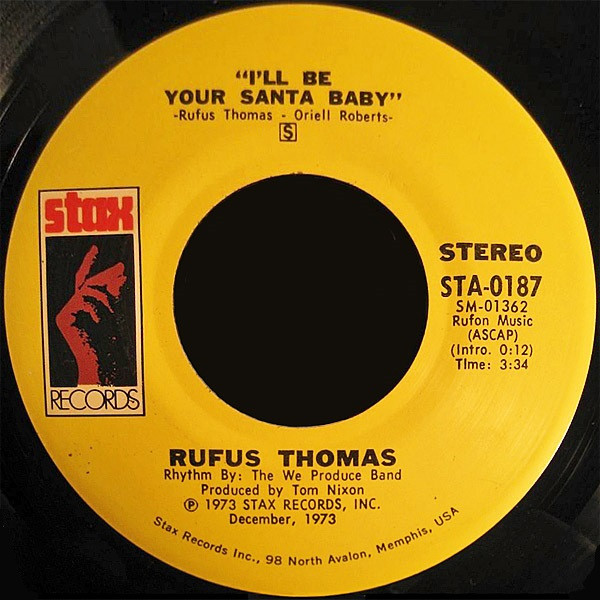 "I'LL BE
YOUR SANTA BABY"
-Rufus Thomas - Oriell Roberts-
S
stax
RECORDS
STEREO
STA-0187
SM-01362
Rufon Music
(ASCAP)
(Intro. 0:12)
Time: 3:34
RUFUS THOMAS
Rhythm By: The We Produce Band
Produced by Tom Nixon
℗ 1973 STAX RECORDS, INC.
December, 1973
Stax Records Inc., 98 North Avalon, Memphis, USA